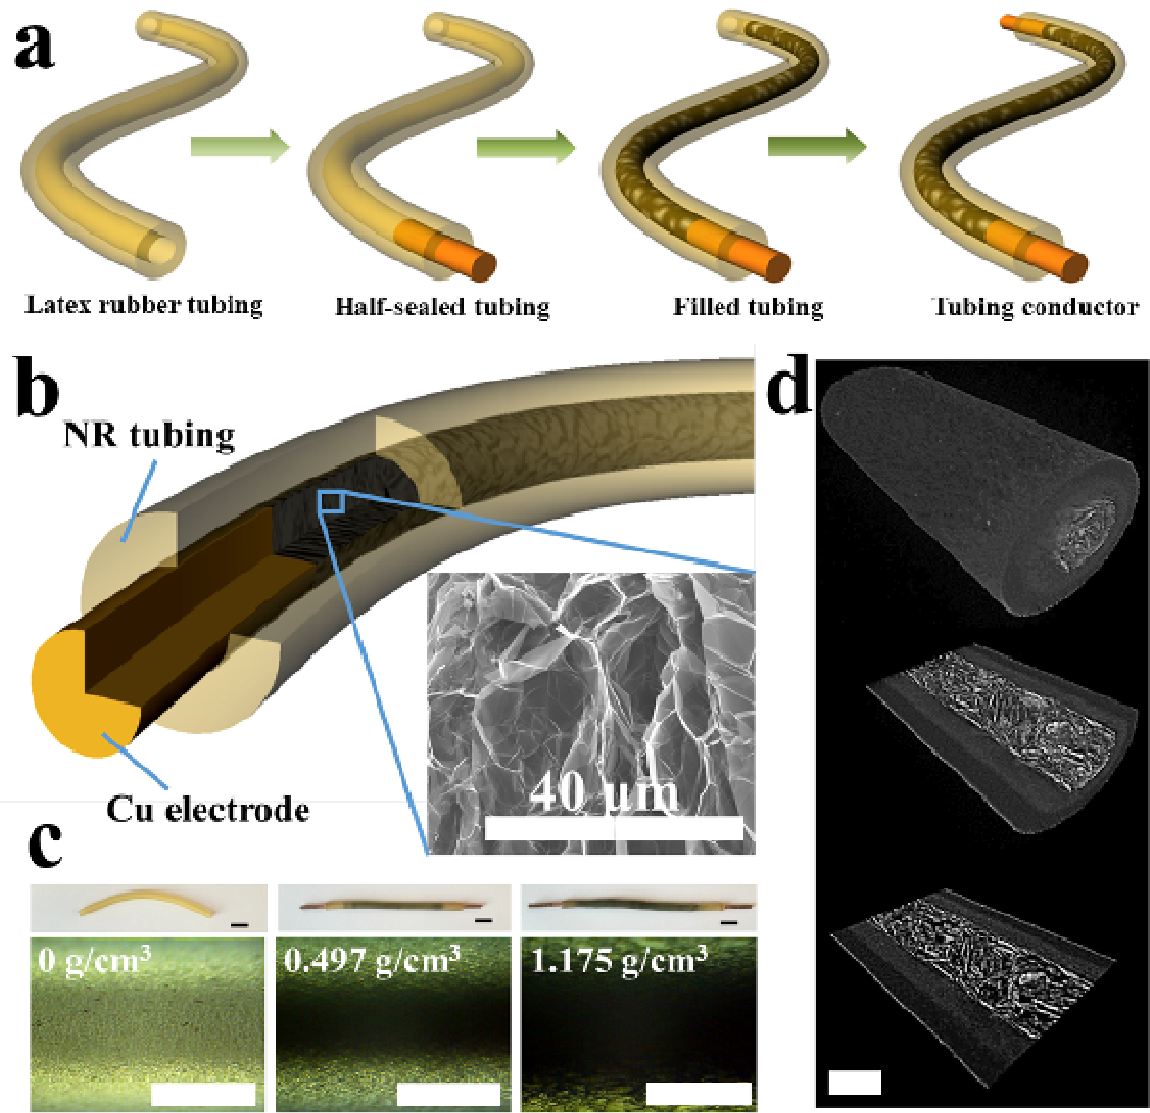 a
Latex rubber tubing
Half-sealed tubing
Filled tubing
Tubing conductor
b
NR tubing
Cu electrode
40 µm
c
0 g/cm³
0.497 g/cm³
1.175 g/cm³
d